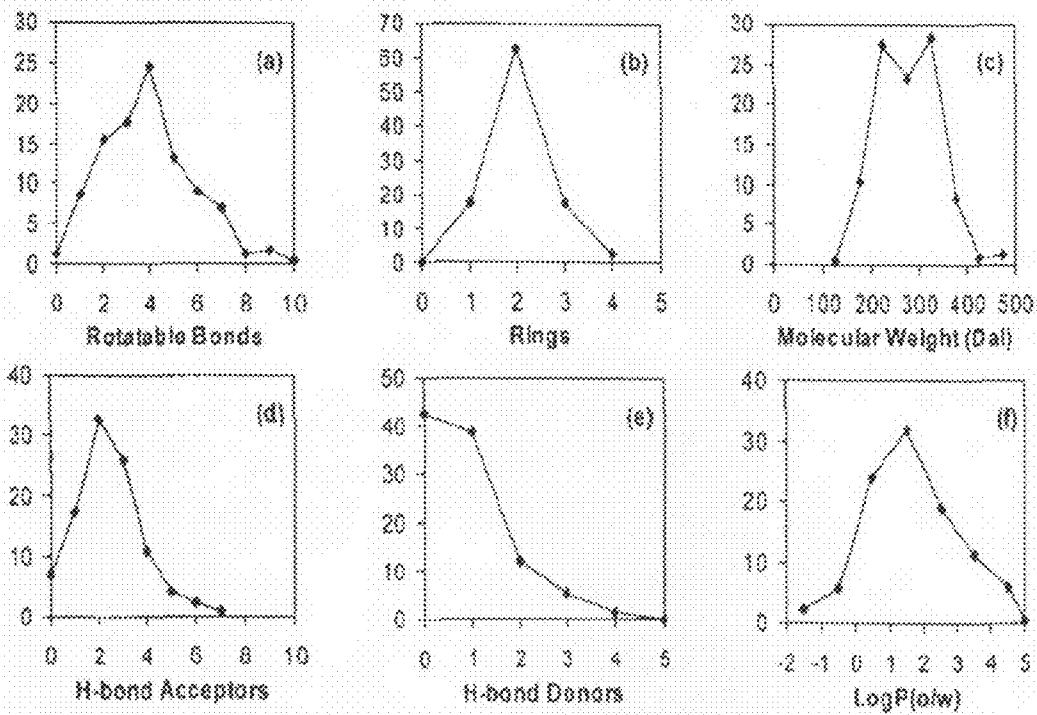 30
25
20
15
10
5
0
(a)
0 2 4 6 8 10
Rotatable Bonds
70
60
50
40
30
20
10
0
(b)
0 1 2 3 4 5
Rings
30
25
20
15
10
5
0
(c)
0 100 200 300 400 500
Molecular Weight (Dal)
40
30
20
10
0
(d)
0 2 4 6 8 10
H-bond Acceptors
50
40
30
20
10
0
(e)
0 1 2 3 4 5
H-bond Donors
40
30
20
10
0
(f)
-2 -1 0 1 2 3 4 5
LogP(o/w)